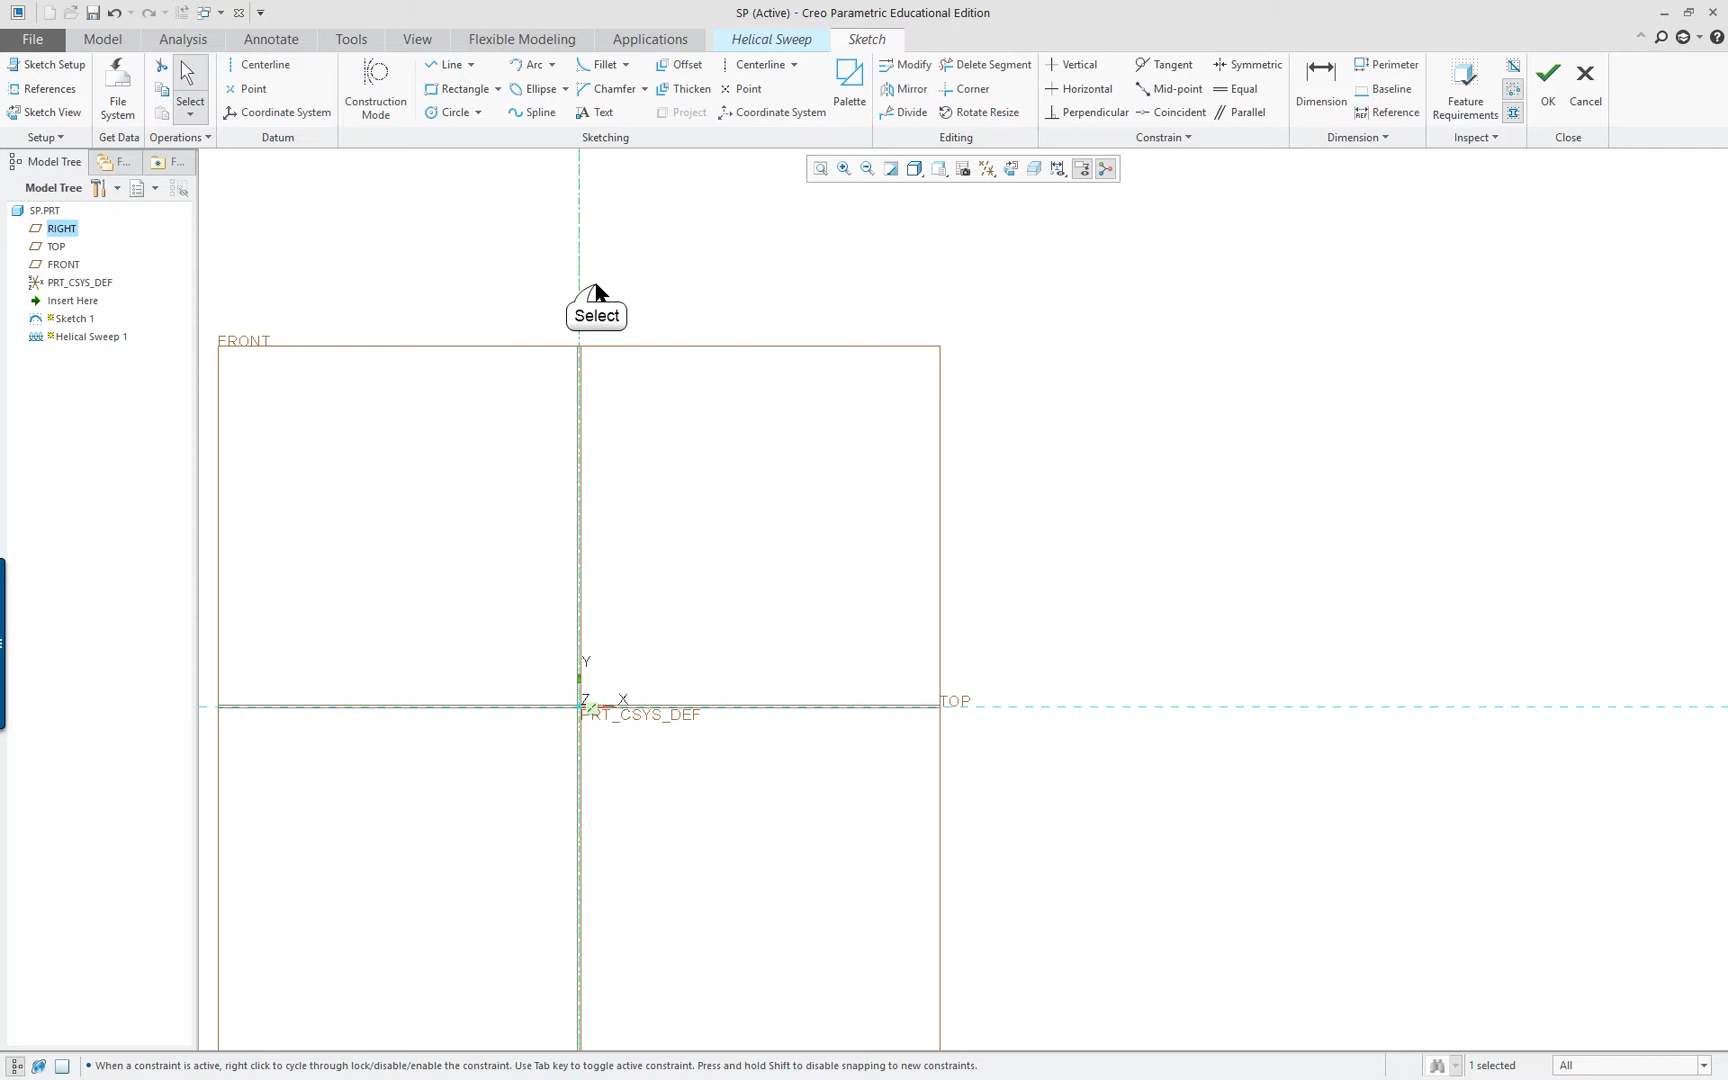 SP (Active) - Creo Parametric Educational Edition
File Model Analysis Annotate Tools View Flexible Modeling Applications Helical Sweep Sketch
Sketch Setup
References
Sketch View
Setup
File System
Get Data
Select
Operations
Centerline
Point
Coordinate System
Datum
Construction Mode
Line Arc Fillet Offset Centerline
Rectangle Ellipse Chamfer Thicken Point
Circle Spline Text Project Coordinate System
Palette
Sketching
Modify Delete Segment
Mirror Corner
Divide Rotate Resize
Editing
Vertical Tangent Symmetric
Horizontal Mid-point Equal
Perpendicular Coincident Parallel
Constrain
Dimension
Perimeter
Baseline
REF Reference
Dimension
Feature Requirements
Inspect
OK Cancel
Close
Model Tree F... F...
Model Tree
SP.PRT
RIGHT
TOP
FRONT
PRT_CSYS_DEF
Insert Here
Sketch 1
Helical Sweep 1
Select
FRONT
Y
Z X
TOP
PRT_CSYS_DEF
• When a constraint is active, right click to cycle through lock/disable/enable the constraint. Use Tab key to toggle active constraint. Press and hold Shift to disable snapping to new constraints.
1 selected
All